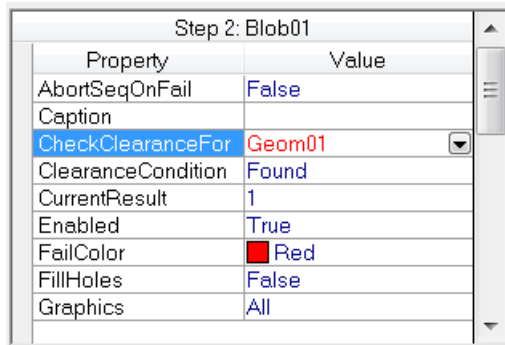 Step 2: Blob01
Property Value
AbortSeqOnFail False
Caption
CheckClearanceFor Geom01
ClearanceCondition Found
CurrentResult 1
Enabled True
FailColor Red
FillHoles False
Graphics All